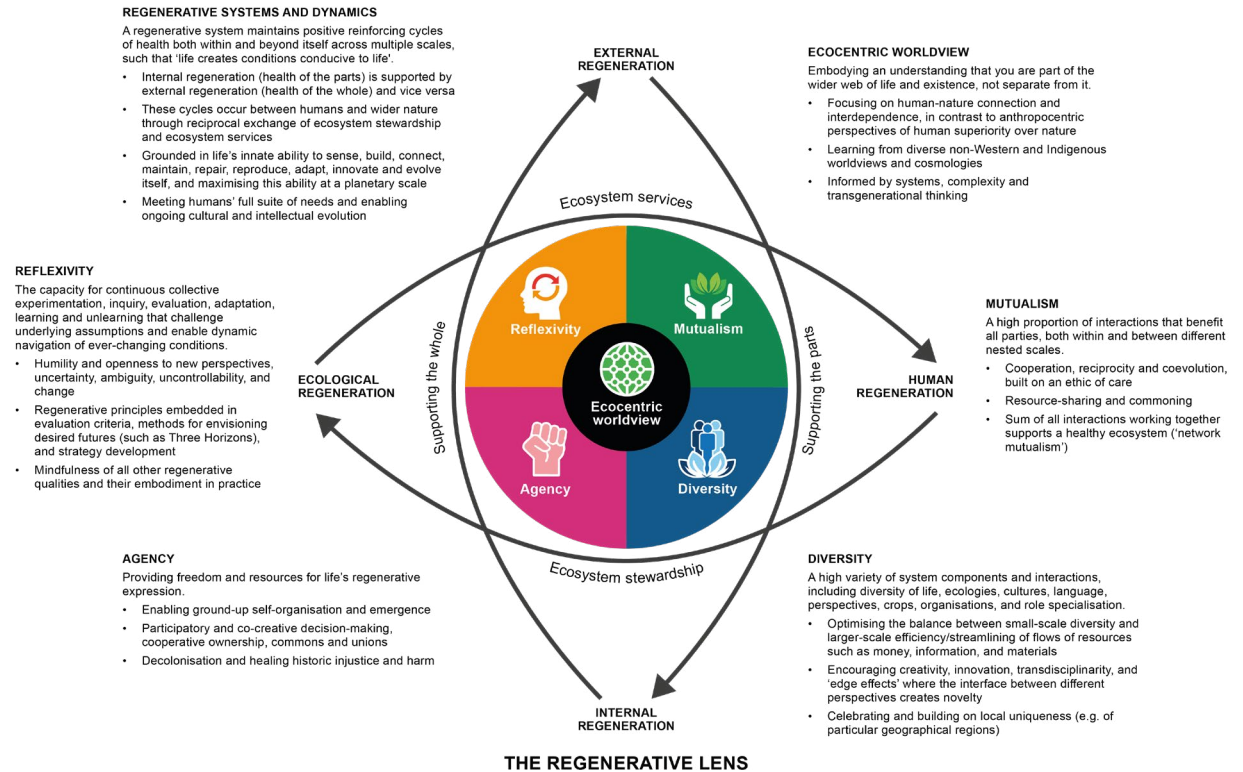 REGENERATIVE SYSTEMS AND DYNAMICS
A regenerative system maintains positive reinforcing cycles
of health both within and beyond itself across multiple scales,
such that ‘life creates conditions conducive to life'.
• Internal regeneration (health of the parts) is supported by
external regeneration (health of the whole) and vice versa
• These cycles occur between humans and wider nature
through reciprocal exchange of ecosystem stewardship
and ecosystem services
• Grounded in life’s innate ability to sense, build, connect,
maintain, repair, reproduce, adapt, innovate and evolve
itself, and maximising this ability at a planetary scale
• Meeting humans’ full suite of needs and enabling
ongoing cultural and intellectual evolution
EXTERNAL
REGENERATION
ECOCENTRIC WORLDVIEW
Embodying an understanding that you are part of the
wider web of life and existence, not separate from it.
• Focusing on human-nature connection and
interdependence, in contrast to anthropocentric
perspectives of human superiority over nature
• Learning from diverse non-Western and Indigenous
worldviews and cosmologies
• Informed by systems, complexity and
transgenerational thinking
REFLEXIVITY
The capacity for continuous collective
experimentation, inquiry, evaluation, adaptation,
learning and unlearning that challenge
underlying assumptions and enable dynamic
navigation of ever-changing conditions.
• Humility and openness to new perspectives,
uncertainty, ambiguity, uncontrollability, and
change
• Regenerative principles embedded in
evaluation criteria, methods for envisioning
desired futures (such as Three Horizons),
and strategy development
• Mindfulness of all other regenerative
qualities and their embodiment in practice
ECOLOGICAL
REGENERATION
Ecosystem services
Supporting the whole
Reflexivity
Mutualism
Ecocentric
worldview
Agency
Diversity
Supporting the parts
Ecosystem stewardship
HUMAN
REGENERATION
MUTUALISM
A high proportion of interactions that benefit
all parties, both within and between different
nested scales.
• Cooperation, reciprocity and coevolution,
built on an ethic of care
• Resource-sharing and commoning
• Sum of all interactions working together
supports a healthy ecosystem (‘network
mutualism’)
AGENCY
Providing freedom and resources for life’s regenerative
expression.
• Enabling ground-up self-organisation and emergence
• Participatory and co-creative decision-making,
cooperative ownership, commons and unions
• Decolonisation and healing historic injustice and harm
INTERNAL
REGENERATION
DIVERSITY
A high variety of system components and interactions,
including diversity of life, ecologies, cultures, language,
perspectives, crops, organisations, and role specialisation.
• Optimising the balance between small-scale diversity and
larger-scale efficiency/streamlining of flows of resources
such as money, information, and materials
• Encouraging creativity, innovation, transdisciplinarity, and
‘edge effects’ where the interface between different
perspectives creates novelty
• Celebrating and building on local uniqueness (e.g. of
particular geographical regions)
THE REGENERATIVE LENS